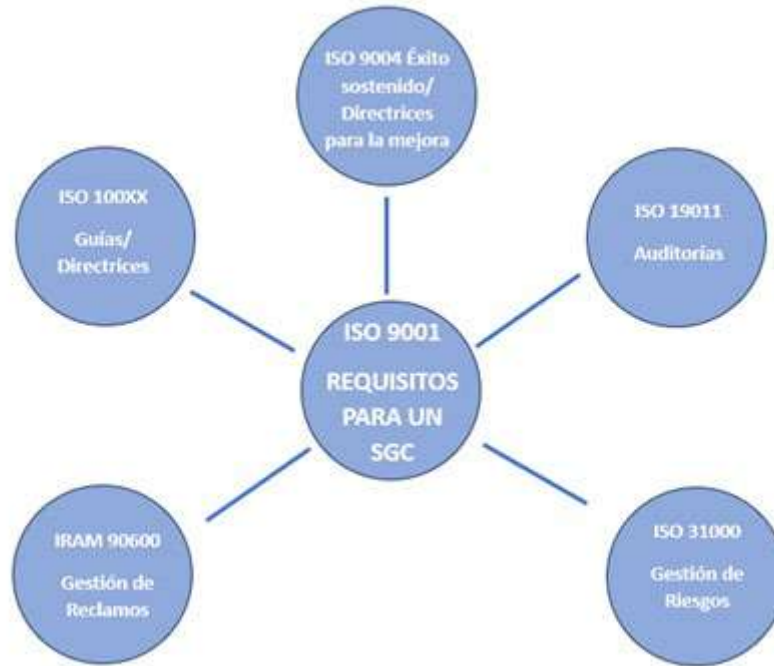 ISO 9004 Éxito
sostenido/
Directrices
para la mejora
ISO 100XX
Guías/
Directrices
ISO 19011
Auditorías
ISO 9001
REQUISITOS
PARA UN
SGC
IRAM 90600
Gestión de
Reclamos
ISO 31000
Gestión de
Riesgos